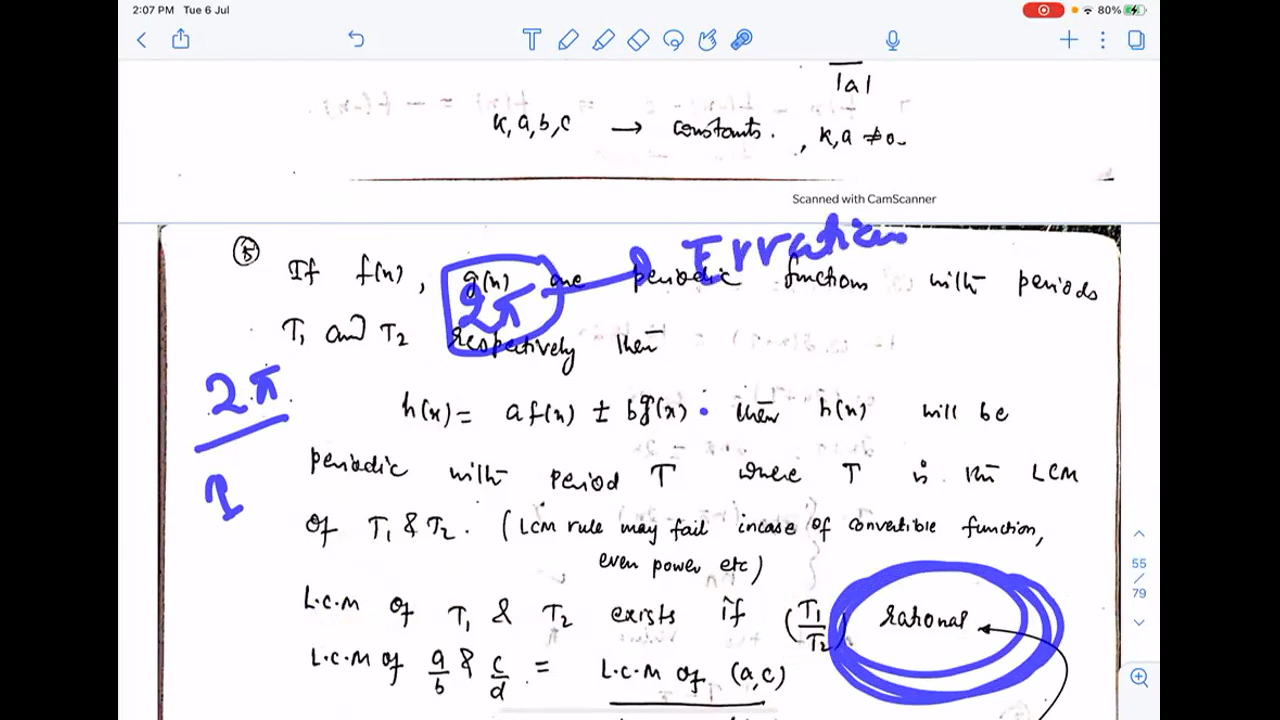 2:07 PM Tue 6 Jul
80%
|a|
k, a, b, c → constants. , k, a ≠ 0
Scanned with CamScanner
⑤ If f(x), g(x) are periodic functions with periods
2π Irration
T₁ and T₂ respectively then
2π
1
h(x) = a f(x) ± b g(x) . then h(x) will be
periodic with period T where T is the LCM
of T₁ & T₂. (LCM rule may fail incase of convertible function,
even power etc)
L.C.M of T₁ & T₂ exists if (T₁/T₂) rational
L.C.M of a/b & c/d = L.C.M of (a,c)
55
/
79